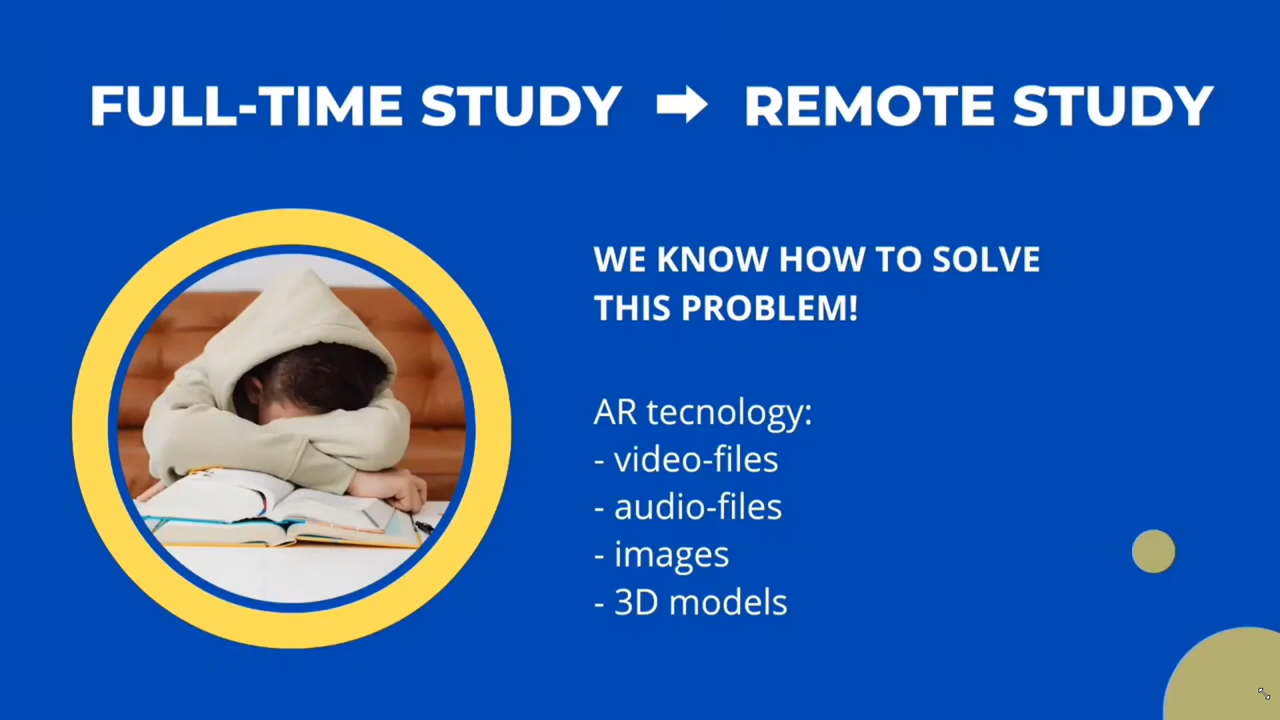 FULL-TIME STUDY ➡ REMOTE STUDY
WE KNOW HOW TO SOLVE
THIS PROBLEM!
AR tecnology:
- video-files
- audio-files
- images
- 3D models